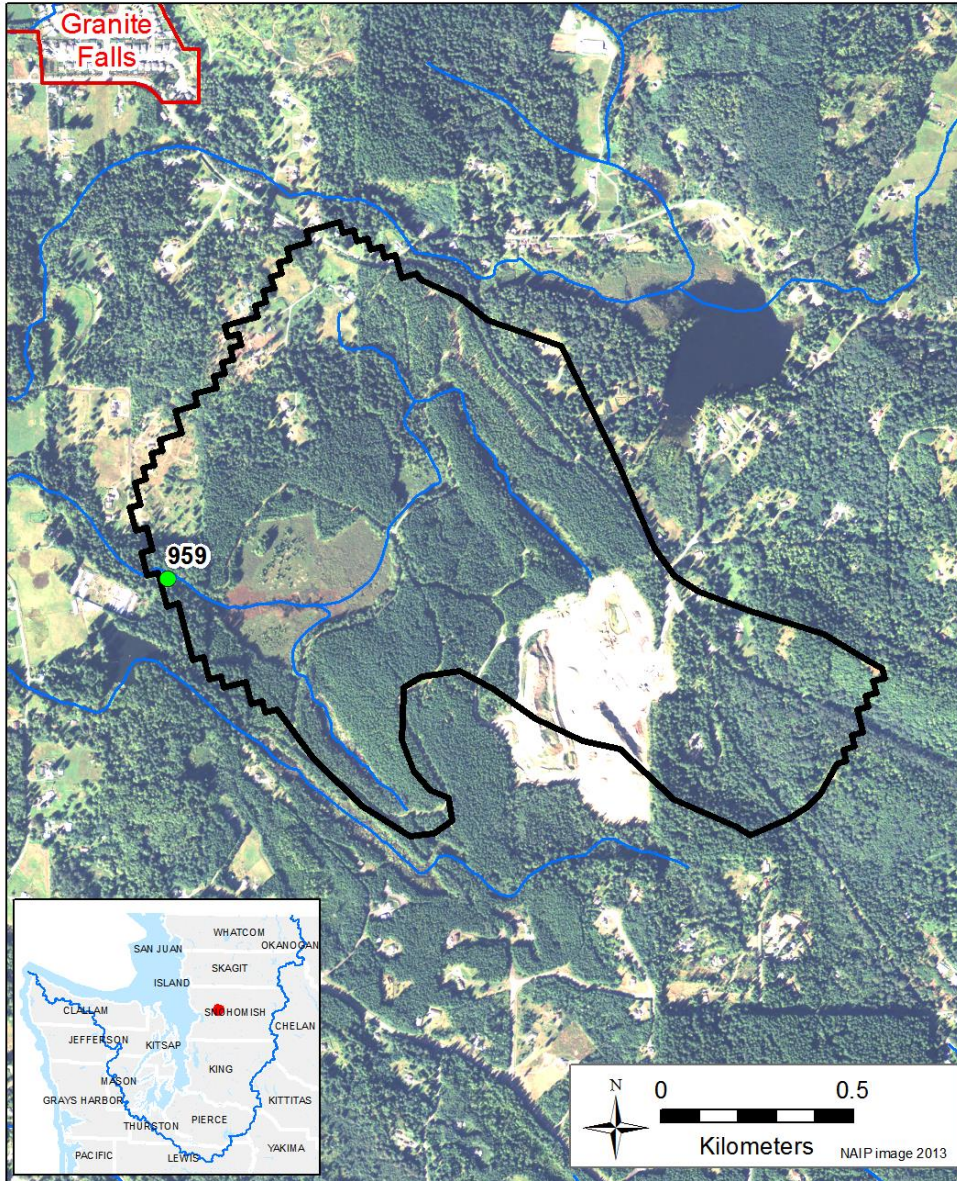 Granite
Falls
959
WHATCOM
SAN JUAN
OKANOGAN
SKAGIT
ISLAND
CLALLAM
SNOHOMISH
CHELAN
JEFFERSON
KITSAP
KING
MASON
GRAYS HARBOR
KITTITAS
PIERCE
THURSTON
PACIFIC
LEWIS
YAKIMA
N
0 0.5
Kilometers
NAIP image 2013